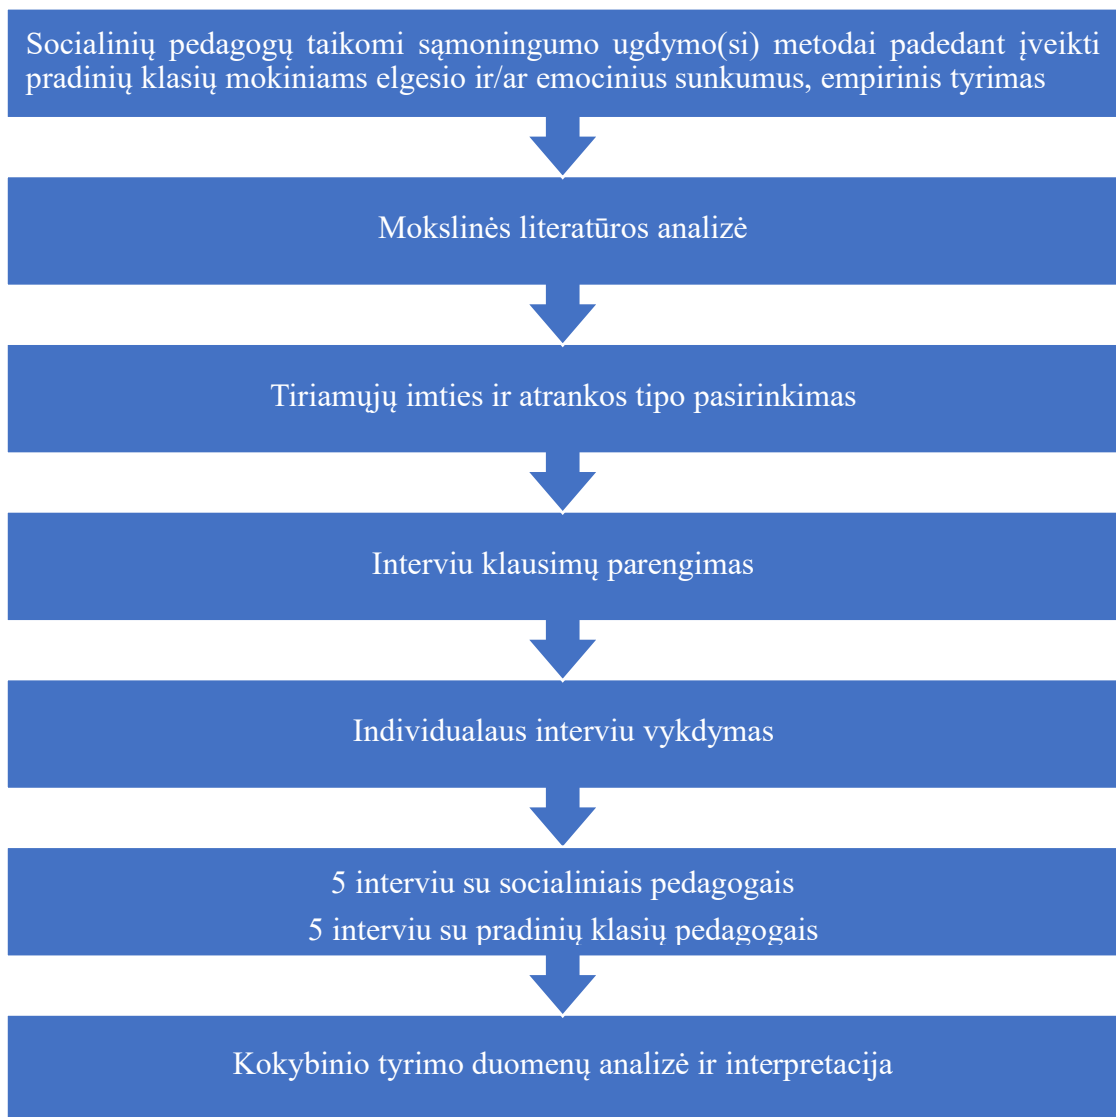 Socialinių pedagogų taikomi sąmoningumo ugdymo(si) metodai padedant įveikti
pradinių klasių mokiniams elgesio ir/ar emocinius sunkumus, empirinis tyrimas
Mokslinės literatūros analizė
Tiriamųjų imties ir atrankos tipo pasirinkimas
Interviu klausimų parengimas
Individualaus interviu vykdymas
5 interviu su socialiniais pedagogais
5 interviu su pradinių klasių pedagogais
Kokybinio tyrimo duomenų analizė ir interpretacija